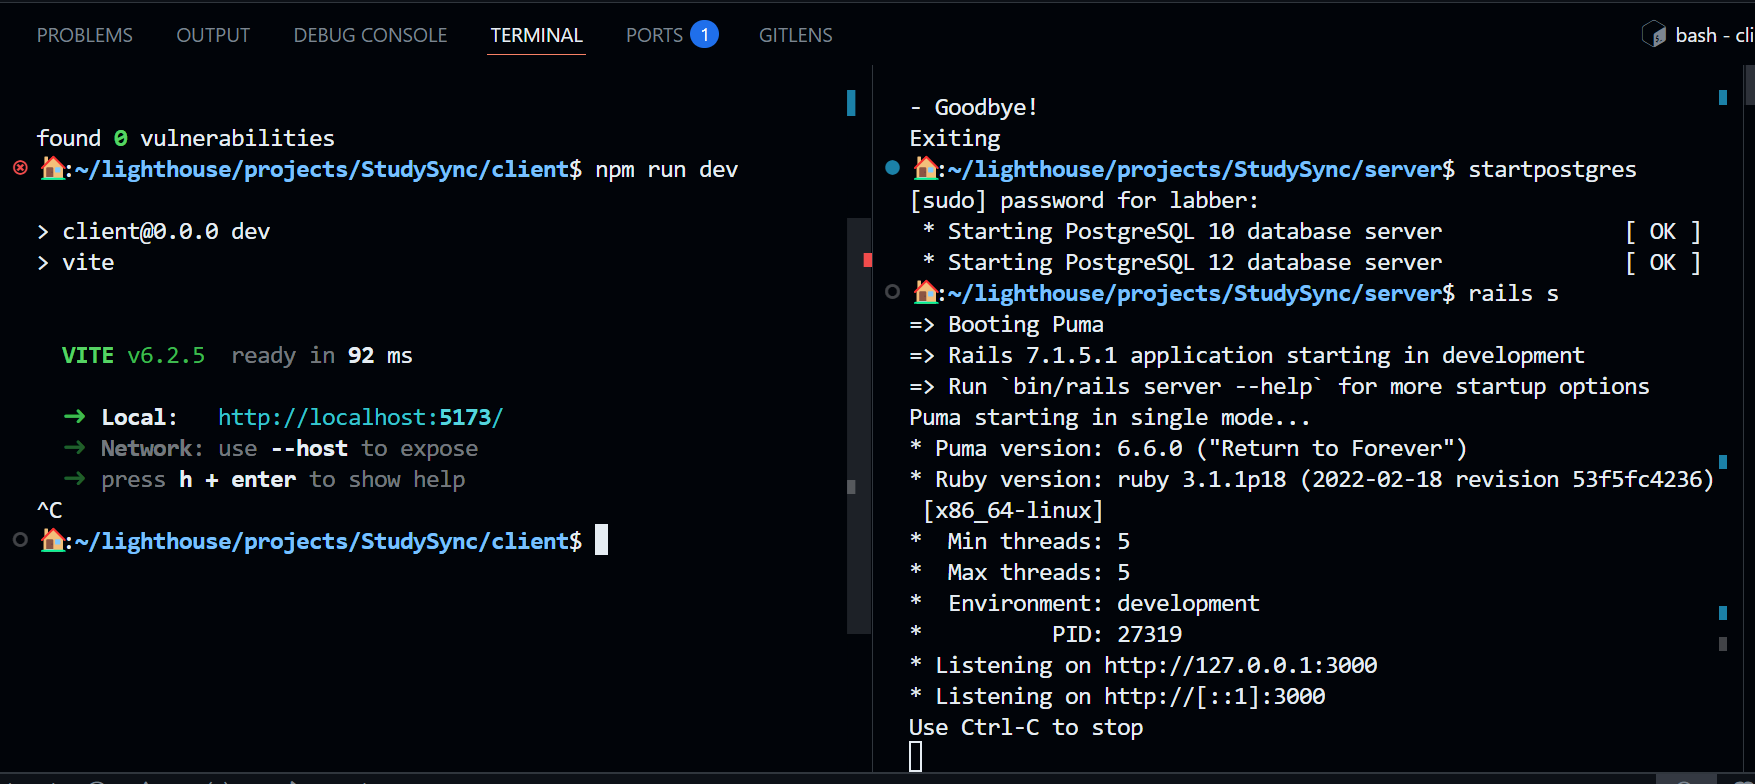 PROBLEMS OUTPUT DEBUG CONSOLE TERMINAL PORTS 1 GITLENS bash - cli
found 0 vulnerabilities
:~/lighthouse/projects/StudySync/client$ npm run dev
> client@0.0.0 dev
> vite
VITE v6.2.5 ready in 92 ms
➜ Local: http://localhost:5173/
➜ Network: use --host to expose
➜ press h + enter to show help
^C
:~/lighthouse/projects/StudySync/client$
- Goodbye!
Exiting
:~/lighthouse/projects/StudySync/server$ startpostgres
[sudo] password for labber:
* Starting PostgreSQL 10 database server [ OK ]
* Starting PostgreSQL 12 database server [ OK ]
:~/lighthouse/projects/StudySync/server$ rails s
=> Booting Puma
=> Rails 7.1.5.1 application starting in development
=> Run `bin/rails server --help` for more startup options
Puma starting in single mode...
* Puma version: 6.6.0 ("Return to Forever")
* Ruby version: ruby 3.1.1p18 (2022-02-18 revision 53f5fc4236)
[x86_64-linux]
* Min threads: 5
* Max threads: 5
* Environment: development
* PID: 27319
* Listening on http://127.0.0.1:3000
* Listening on http://[::1]:3000
Use Ctrl-C to stop